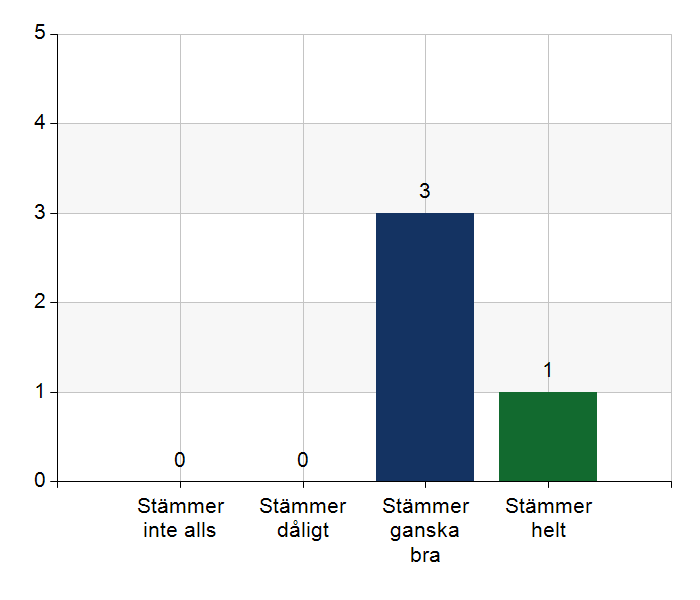 5
4
3
2
1
0
0
0
3
1
Stämmer
inte alls
Stämmer
dåligt
Stämmer
ganska
bra
Stämmer
helt